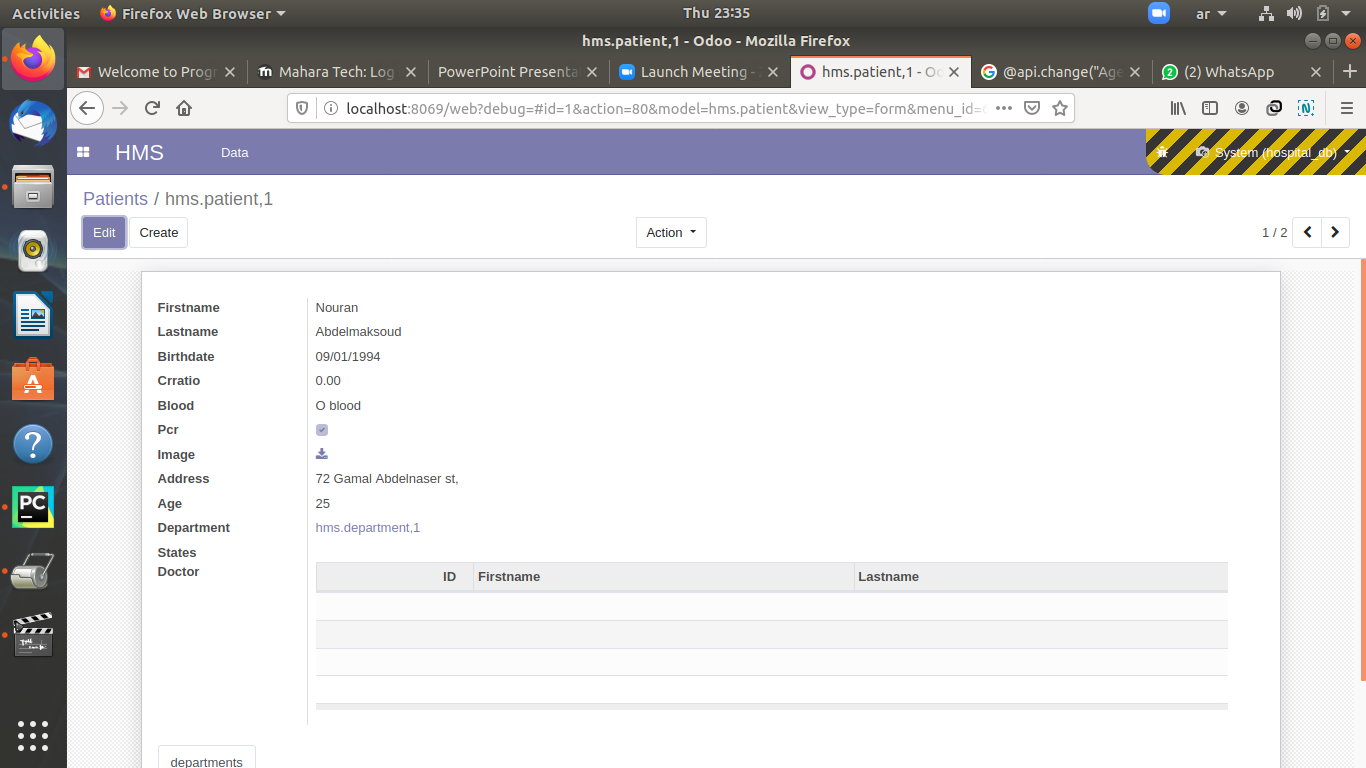 Activities Firefox Web Browser Thu 23:35 ar
hms.patient,1 - Odoo - Mozilla Firefox
Welcome to Progr Mahara Tech: Log PowerPoint Presenta Launch Meeting - hms.patient,1 - Od @api.change("Age (2) WhatsApp
localhost:8069/web?debug=#id=1&action=80&model=hms.patient&view_type=form&menu_id=
HMS Data System (hospital_db)
Patients / hms.patient,1
Edit Create Action 1 / 2
Firstname Nouran
Lastname Abdelmaksoud
Birthdate 09/01/1994
Crratio 0.00
Blood O blood
Pcr
Image
Address 72 Gamal Abdelnaser st,
Age 25
Department hms.department,1
States
Doctor
ID Firstname Lastname
departments